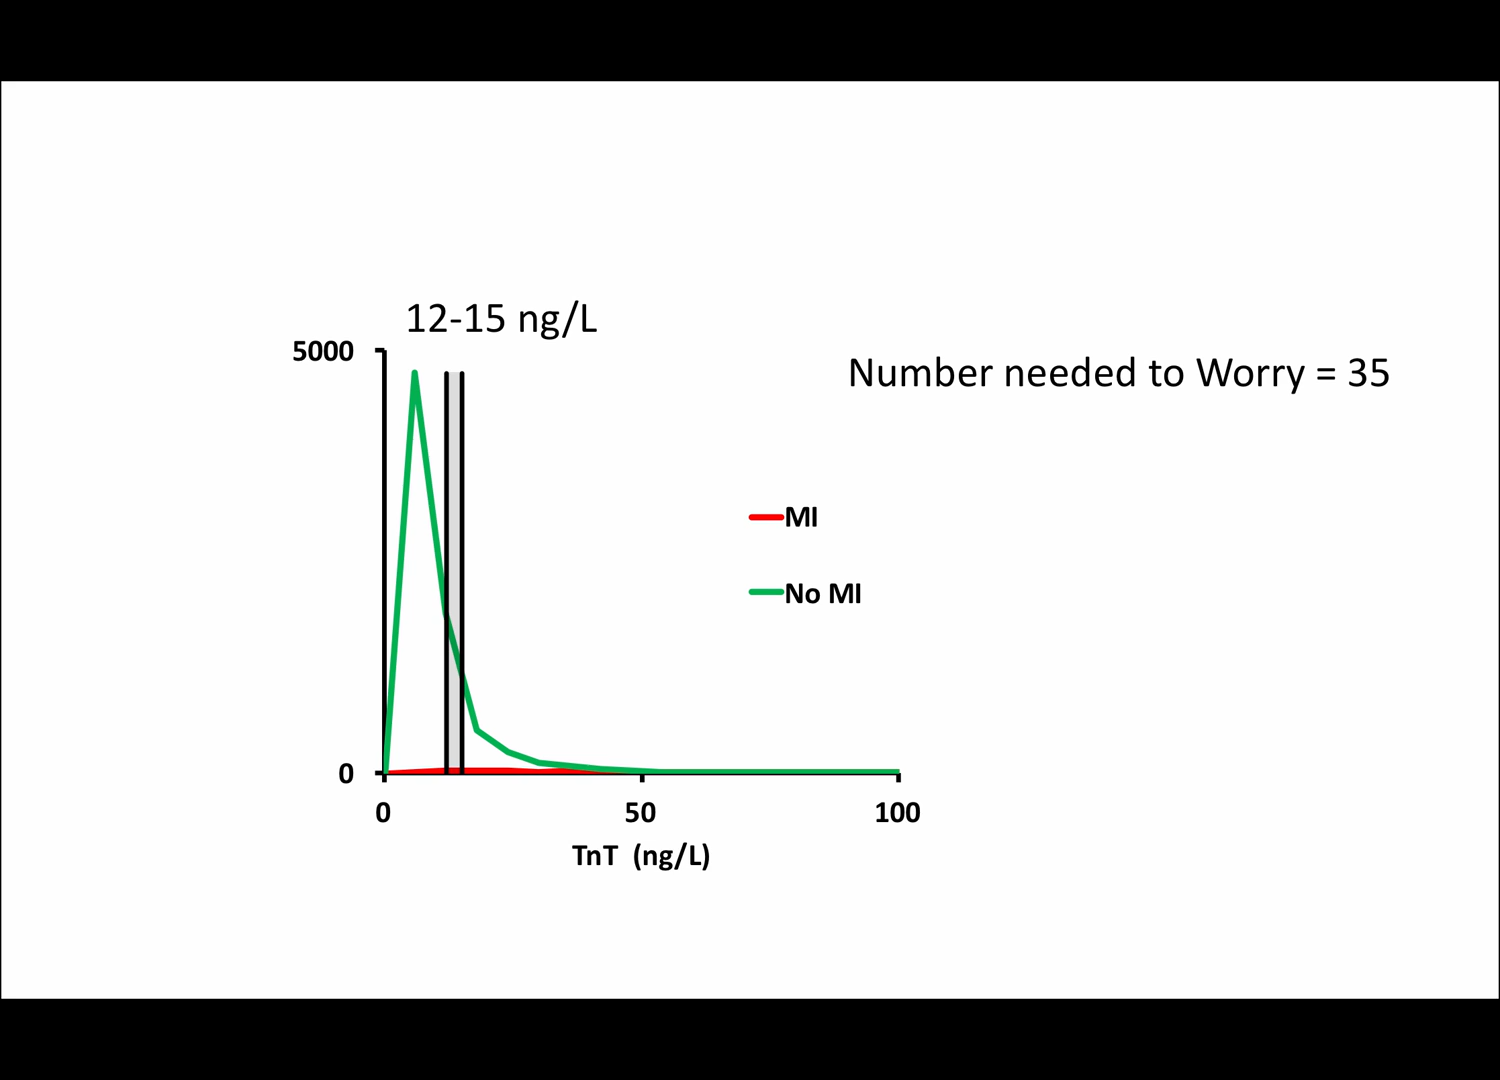 12-15 ng/L
5000
Number needed to Worry = 35
MI
No MI
0
0
50
100
TnT (ng/L)